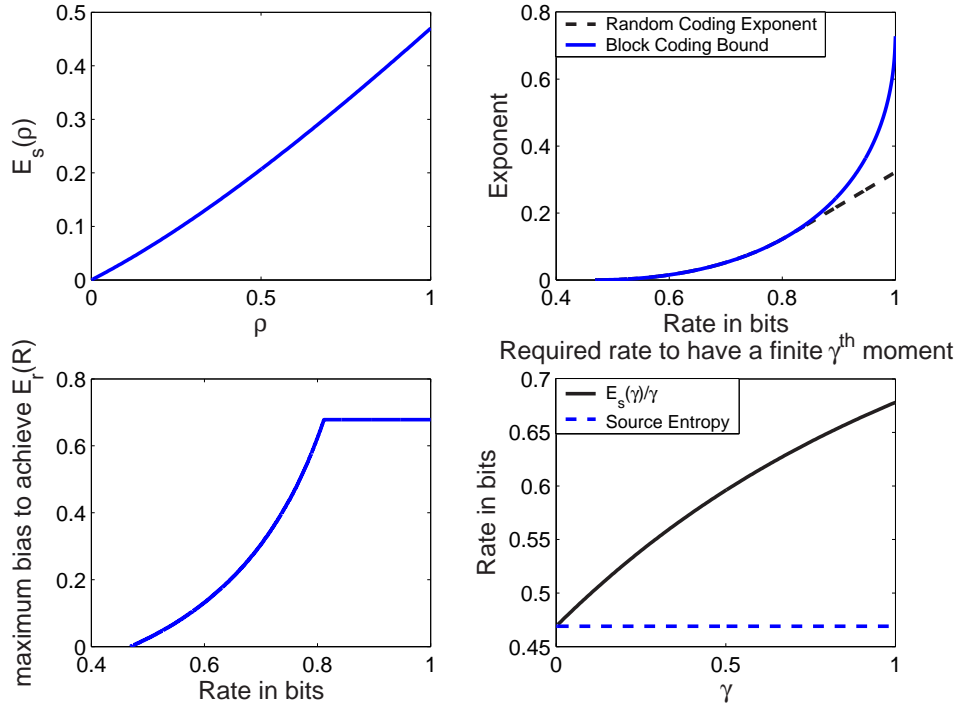 0.5
0.4
0.3
0.2
0.1
0
0
0.5
1
E_s(ρ)
ρ
Random Coding Exponent
Block Coding Bound
0.8
0.6
0.4
0.2
0
0.4
0.6
0.8
1
Exponent
Rate in bits
0.8
0.6
0.4
0.2
0
0.4
0.6
0.8
1
maximum bias to achieve E_r(R)
Rate in bits
Required rate to have a finite γ^th moment
E_s(γ)/γ
Source Entropy
0.7
0.65
0.6
0.55
0.5
0.45
0
0.5
1
Rate in bits
γ